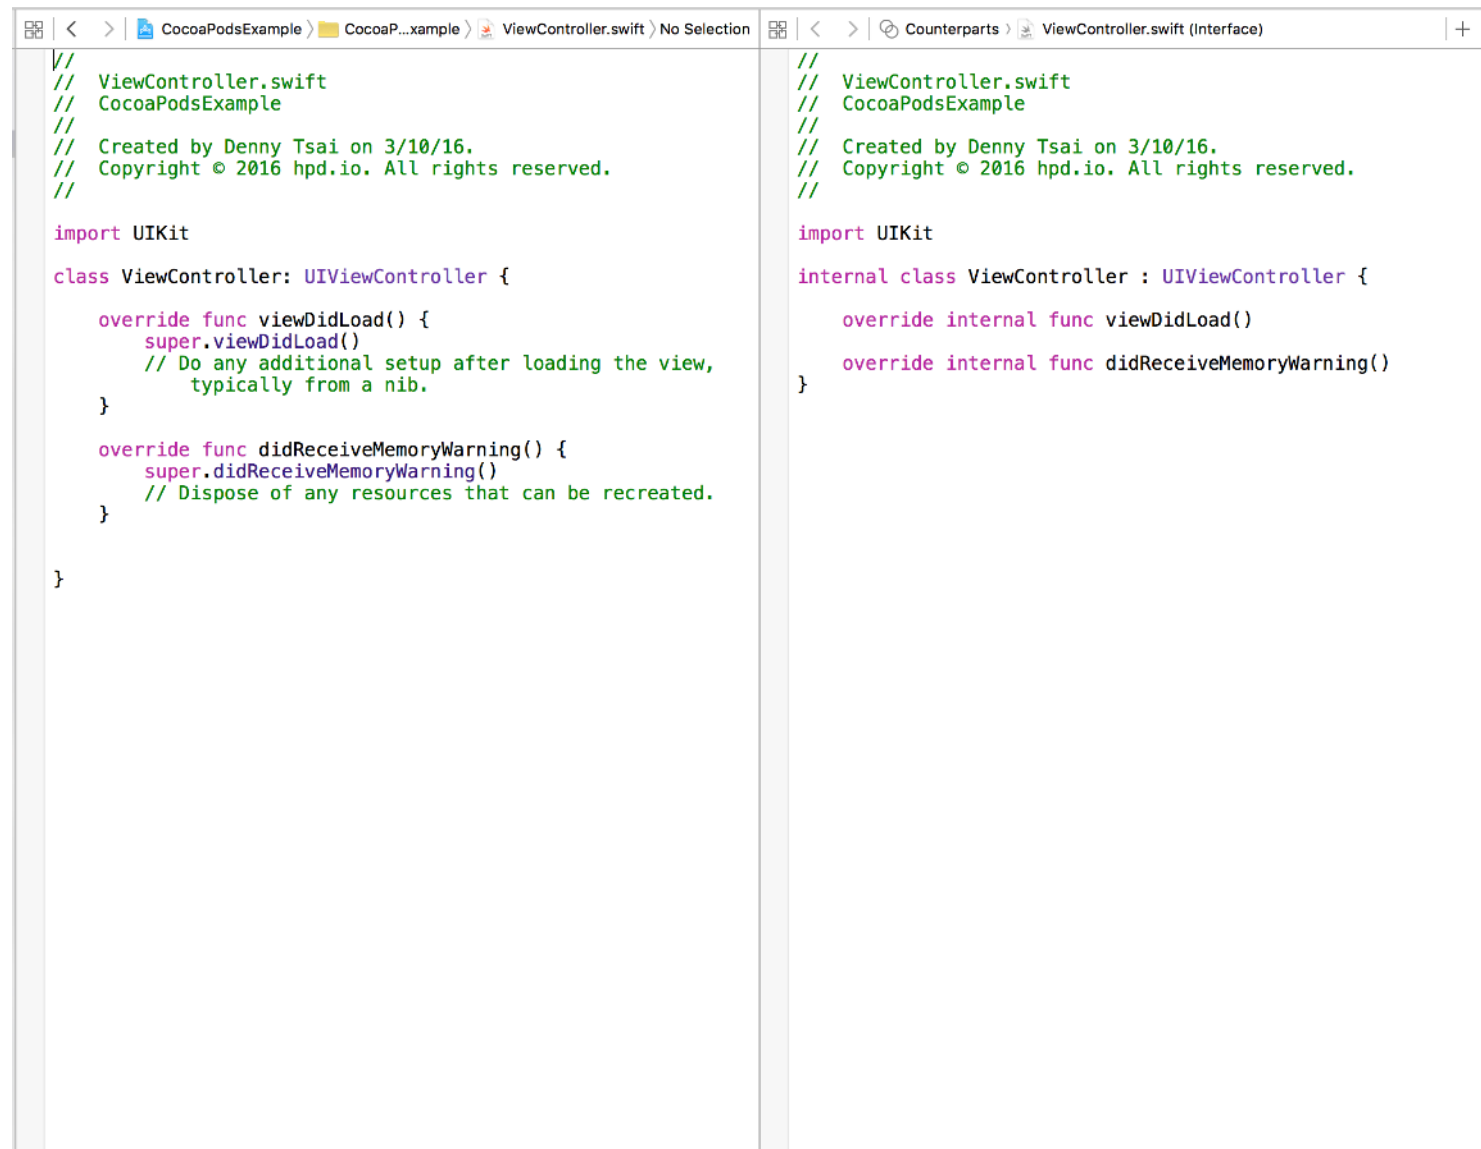 CocoaPodsExample CocoaP...xample ViewController.swift No Selection
//
//  ViewController.swift
//  CocoaPodsExample
//
//  Created by Denny Tsai on 3/10/16.
//  Copyright © 2016 hpd.io. All rights reserved.
//
import UIKit
class ViewController: UIViewController {
    override func viewDidLoad() {
        super.viewDidLoad()
        // Do any additional setup after loading the view,
            typically from a nib.
    }
    override func didReceiveMemoryWarning() {
        super.didReceiveMemoryWarning()
        // Dispose of any resources that can be recreated.
    }
}
Counterparts ViewController.swift (Interface)
//
//  ViewController.swift
//  CocoaPodsExample
//
//  Created by Denny Tsai on 3/10/16.
//  Copyright © 2016 hpd.io. All rights reserved.
//
import UIKit
internal class ViewController : UIViewController {
    override internal func viewDidLoad()
    override internal func didReceiveMemoryWarning()
}